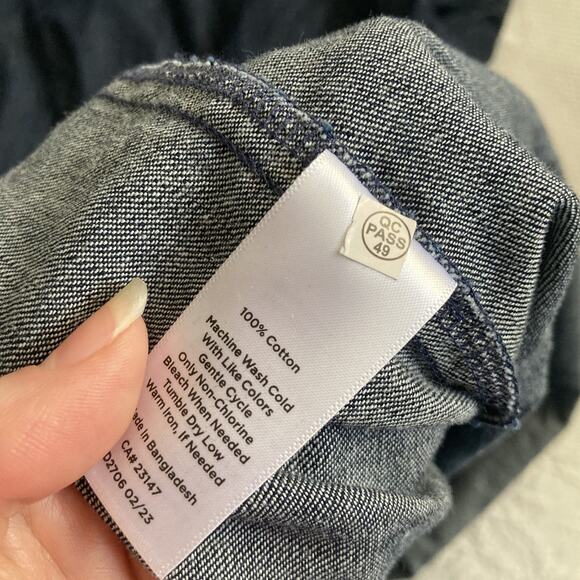 QC
PASS
49
100% Cotton
Machine Wash Cold
With Like Colors
Gentle Cycle
Only Non-Chlorine
Bleach When Needed
Tumble Dry Low
Warm Iron, If Needed
Made In Bangladesh
CA# 23147
D2706 02/23